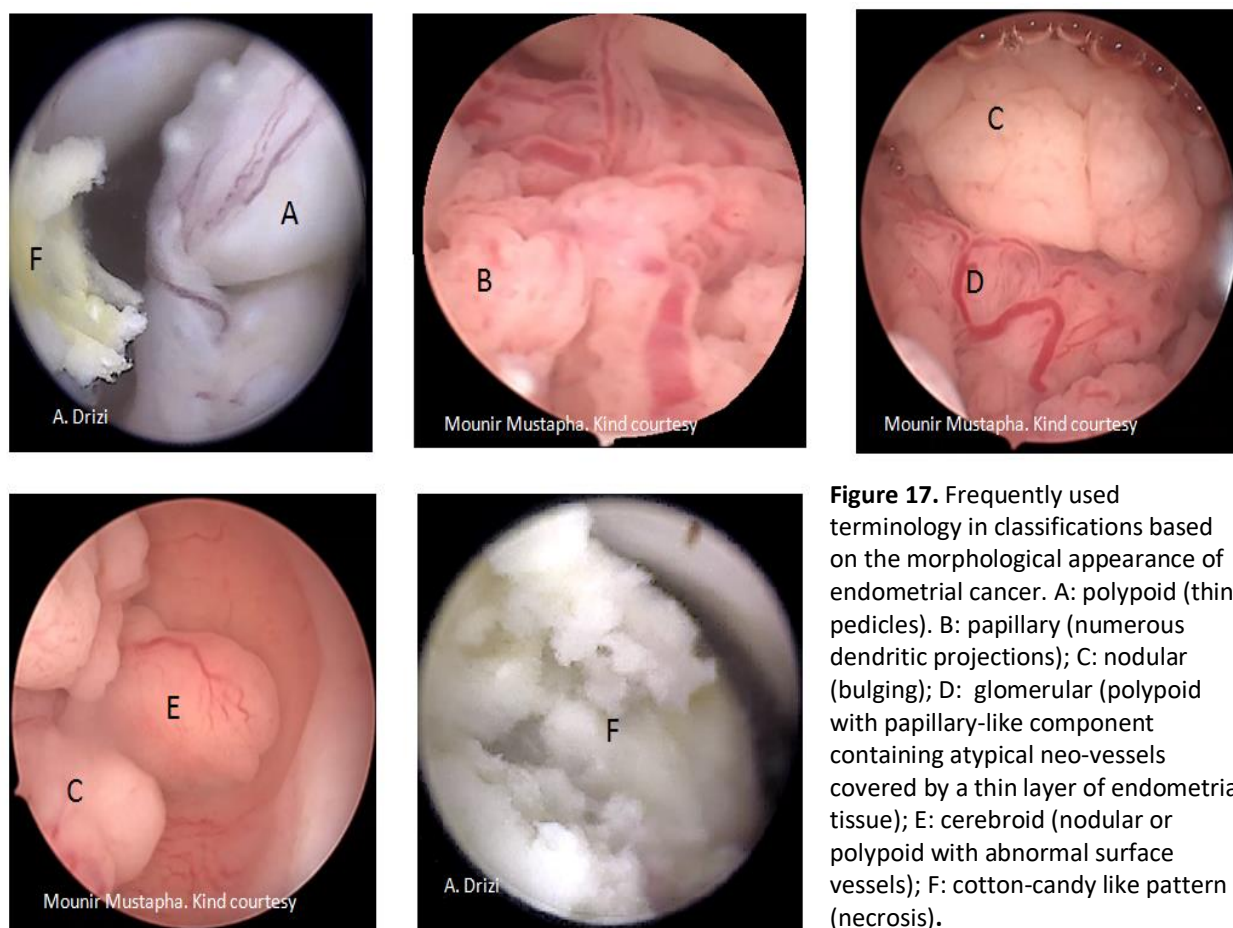 A
F
A. Drizi
B
Mounir Mustapha. Kind courtesy
C
D
Mounir Mustapha. Kind courtesy
E
C
Mounir Mustapha. Kind courtesy
F
A. Drizi
Figure 17. Frequently used
terminology in classifications based
on the morphological appearance of
endometrial cancer. A: polypoid (thin
pedicles). B: papillary (numerous
dendritic projections); C: nodular
(bulging); D: glomerular (polypoid
with papillary-like component
containing atypical neo-vessels
covered by a thin layer of endometria
tissue); E: cerebroid (nodular or
polypoid with abnormal surface
vessels); F: cotton-candy like pattern
(necrosis).